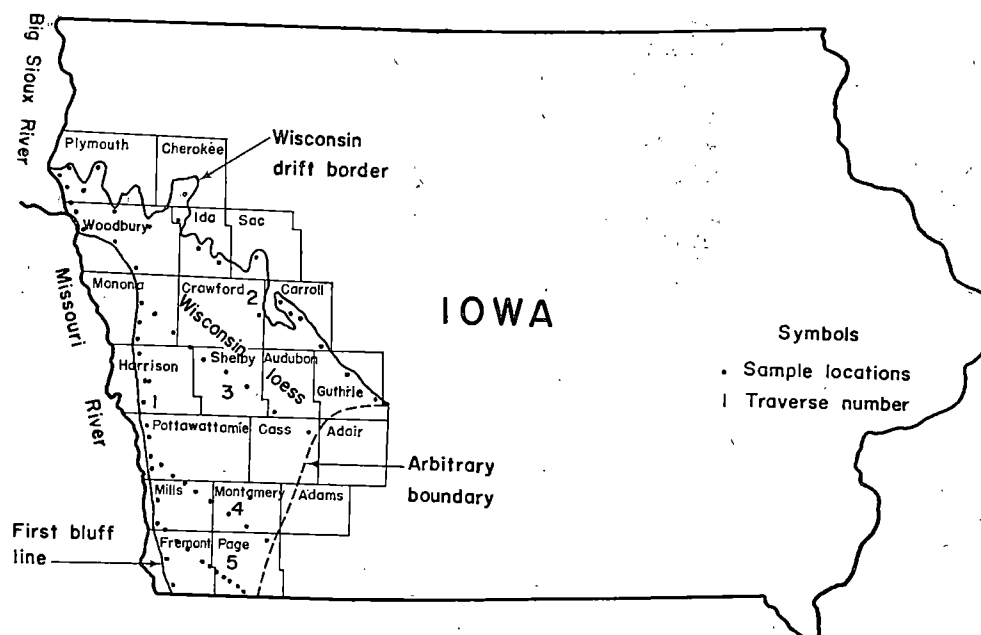 Big Sioux River
Plymouth
Cherokee
Wisconsin
drift border
Woodbury
Ida
Sac
Missouri
River
Monona
Crawford
2
Carroll
Wisconsin
loess
IOWA
Harrison
1
Shelby
3
Audubon
Guthrie
Symbols
• Sample locations
1 Traverse number
Pottawattamie
Cass
Adair
Arbitrary
boundary
Mills
Montgmery
4
Adams
First bluff
line
Fremont
Page
5